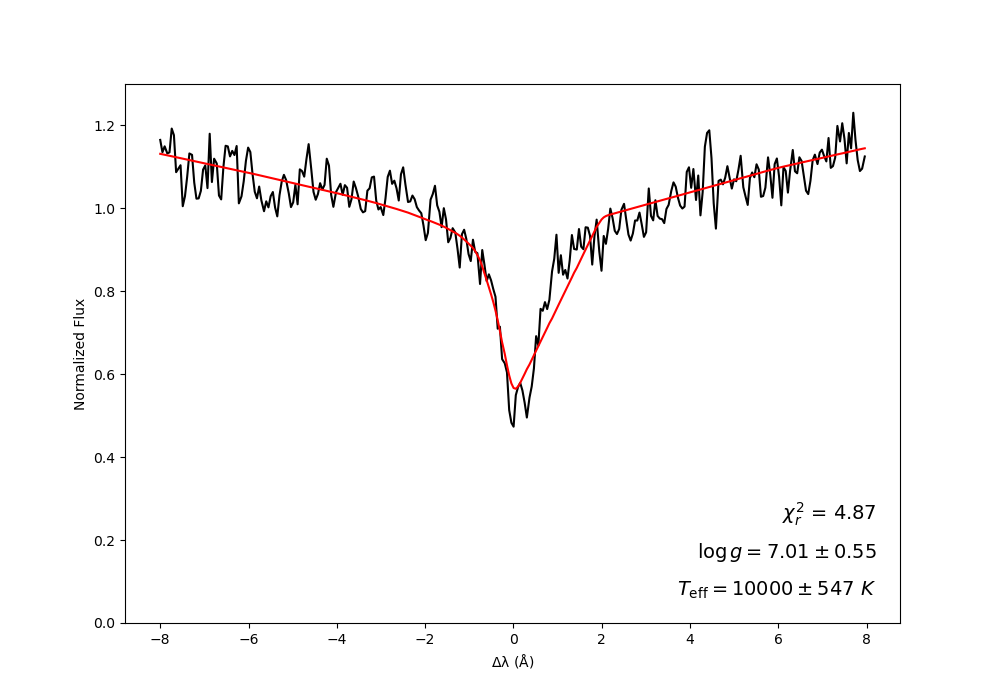 1.2
1.0
0.8
0.6
0.4
0.2
0.0
Normalized Flux
χ²ᵣ = 4.87
log g = 7.01 ± 0.55
T_eff = 10000 ± 547 K
−8 −6 −4 −2 0 2 4 6 8
Δλ (Å)